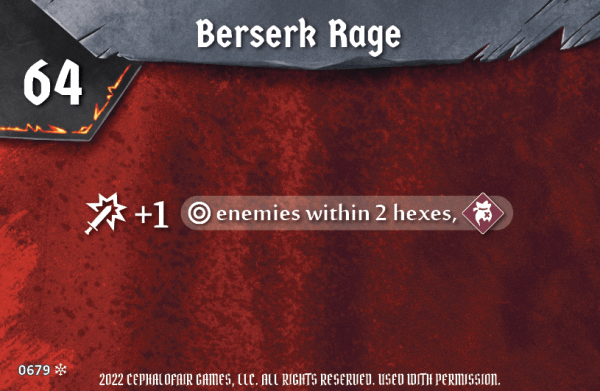 Berserk Rage
64
+1 enemies within 2 hexes,
0679
2022 CEPHALOFAIR GAMES, LLC. ALL RIGHTS RESERVED. USED WITH PERMISSION.